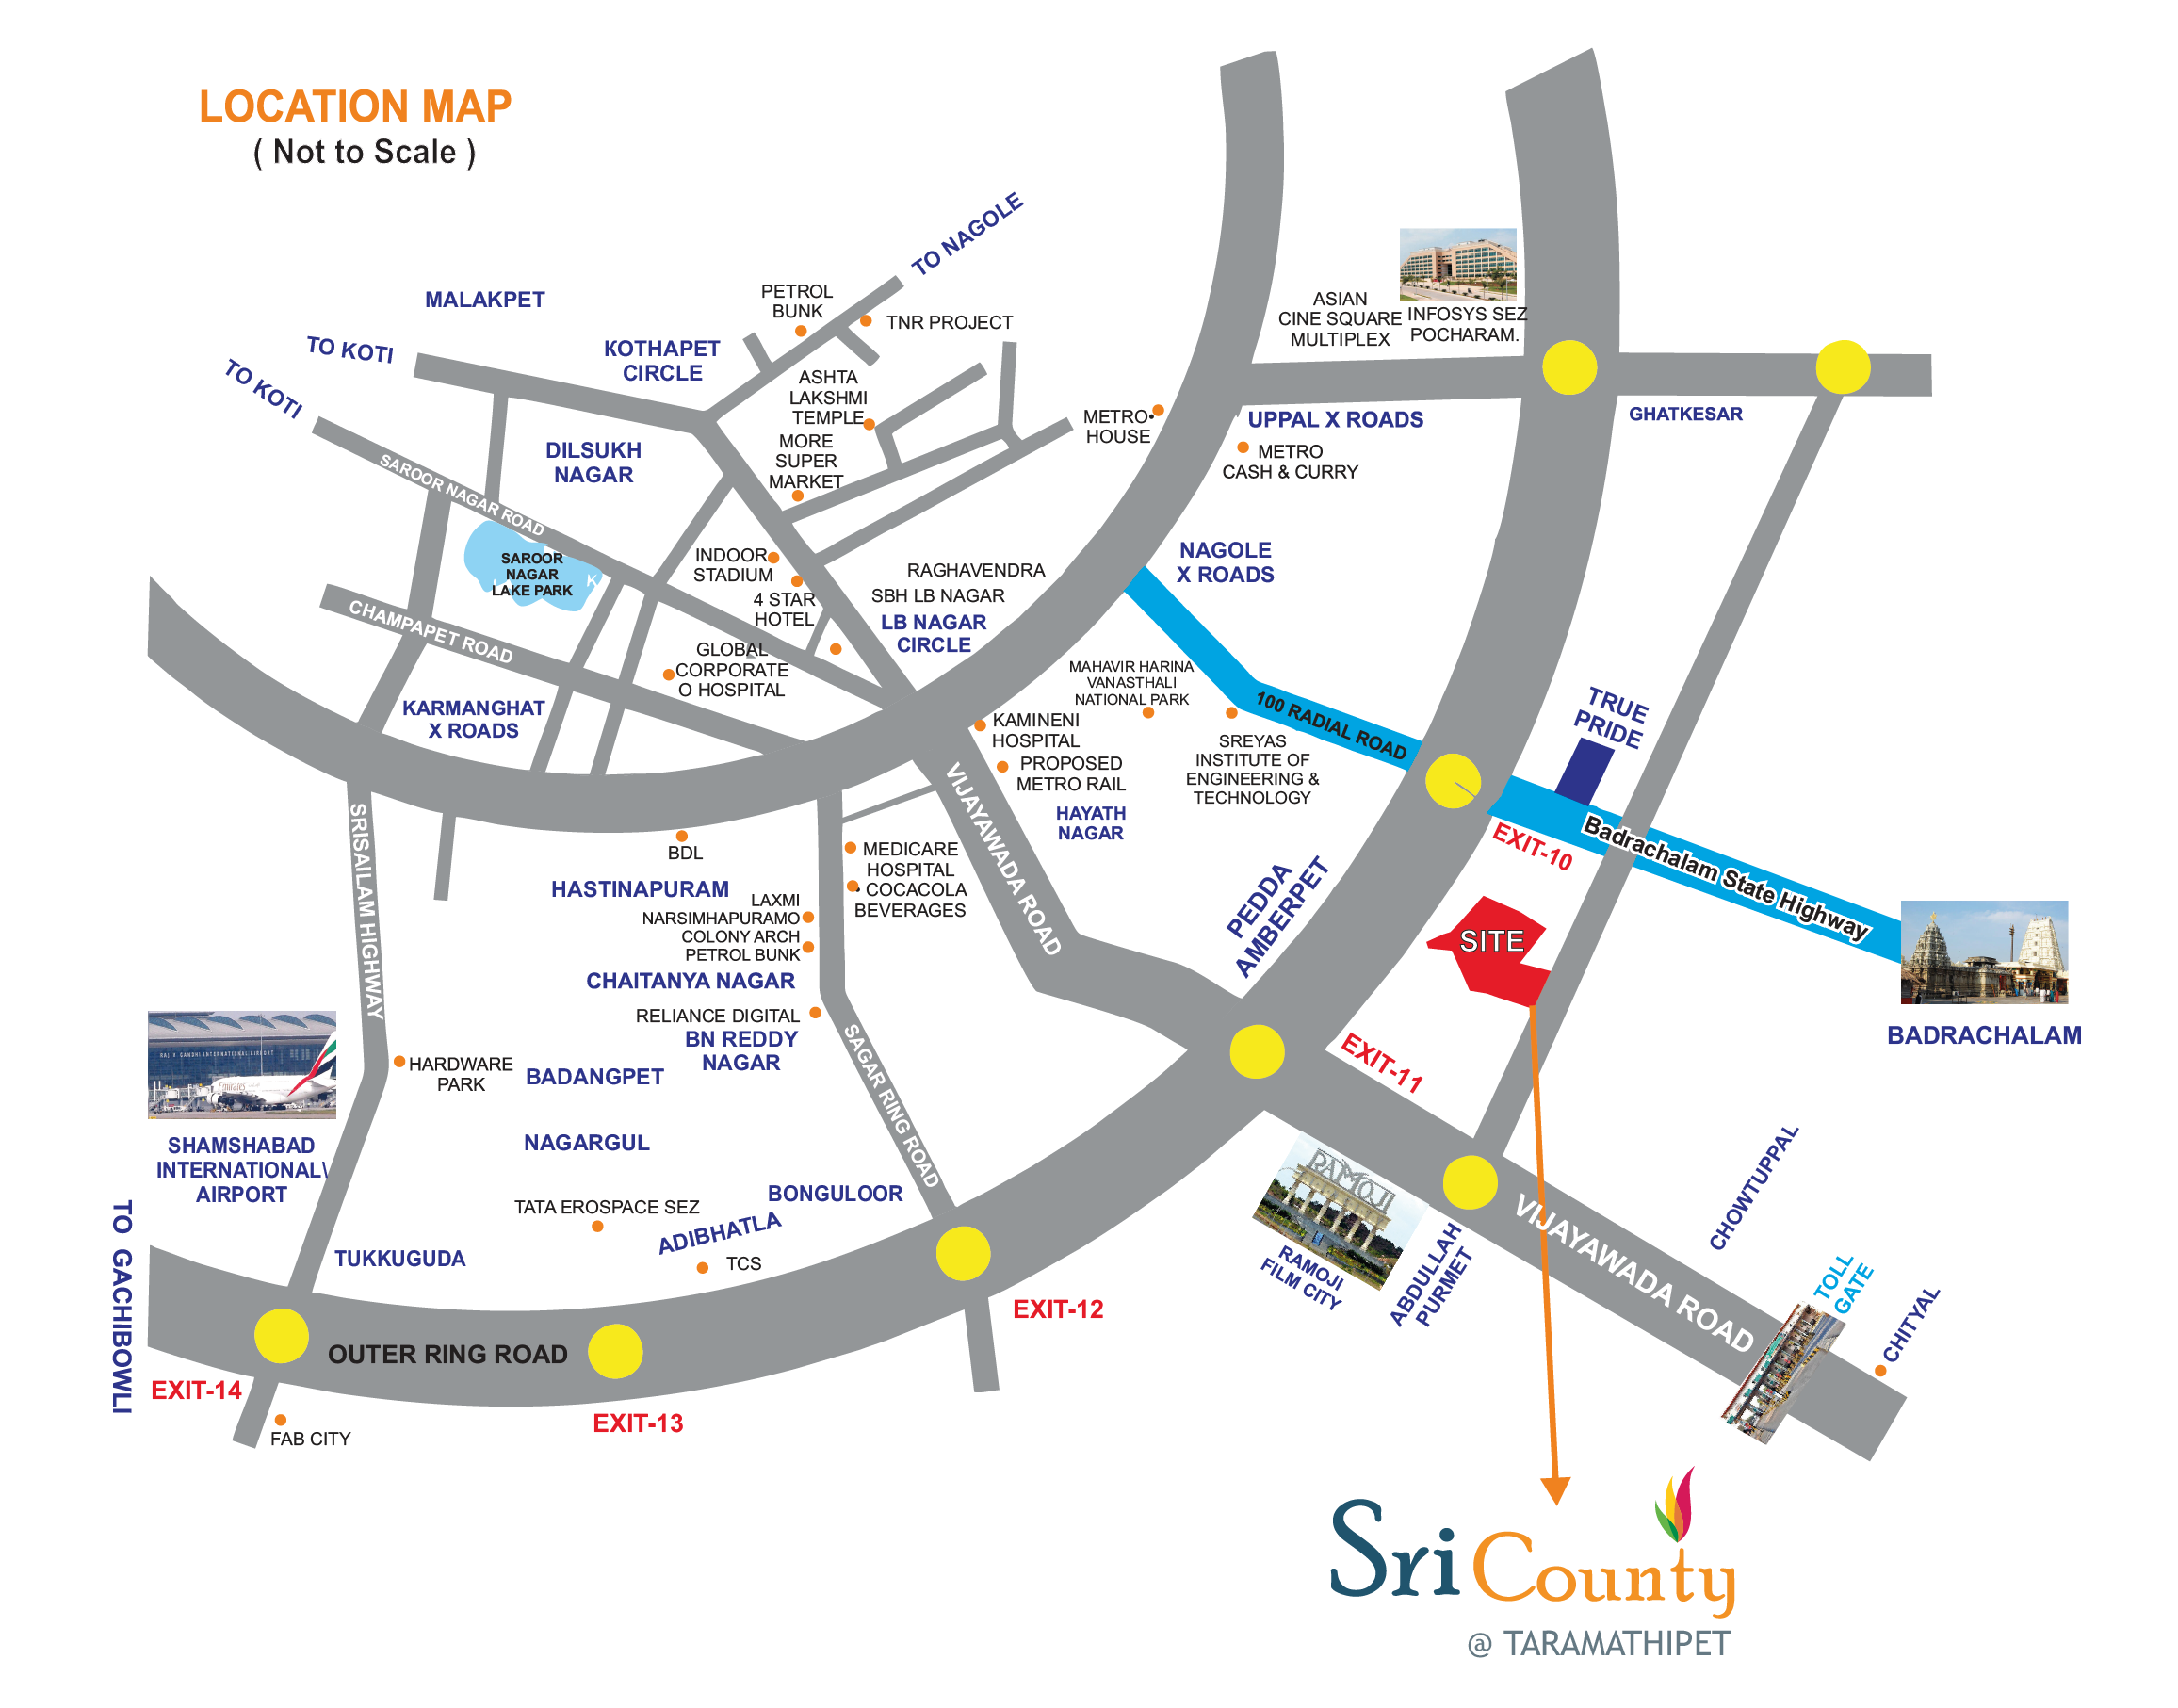 LOCATION MAP
( Not to Scale )
TO NAGOLE
MALAKPET
PETROL
BUNK
TNR PROJECT
TO KOTI
KOTHAPET
CIRCLE
TO KOTI
ASHTA
LAKSHMI
TEMPLE
MORE
SUPER
MARKET
DILSUKH
NAGAR
SAROOR NAGAR ROAD
SAROOR
NAGAR
LAKE PARK
K
INDOOR
STADIUM
4 STAR
HOTEL
CHAMPAPET ROAD
GLOBAL
CORPORATE
O HOSPITAL
KARMANGHAT
X ROADS
RAGHAVENDRA
SBH LB NAGAR
LB NAGAR
CIRCLE
METRO
HOUSE
ASIAN
CINE SQUARE
MULTIPLEX
INFOSYS SEZ
POCHARAM.
UPPAL X ROADS
METRO
CASH & CURRY
GHATKESAR
NAGOLE
X ROADS
MAHAVIR HARINA
VANASTHALI
NATIONAL PARK
100 RADIAL ROAD
TRUE
PRIDE
KAMINENI
HOSPITAL
PROPOSED
METRO RAIL
SREYAS
INSTITUTE OF
ENGINEERING &
TECHNOLOGY
HAYATH
NAGAR
VIJAYAWADA ROAD
EXIT-10
Badrachalam State Highway
BADRACHALAM
PEDDA
AMBERPET
SITE
EXIT-11
SRISAILAM HIGHWAY
BDL
MEDICARE
HOSPITAL
COCACOLA
BEVERAGES
HASTINAPURAM
LAXMI
NARSIMHAPURAMO
COLONY ARCH
PETROL BUNK
CHAITANYA NAGAR
RELIANCE DIGITAL
BN REDDY
NAGAR
SAGAR RING ROAD
HARDWARE
PARK
BADANGPET
NAGARGUL
RAJIV GANDHI INTERNATIONAL AIRPORT
Emirates
SHAMSHABAD
INTERNATIONAL\
AIRPORT
TATA EROSPACE SEZ
BONGULOOR
ADIBHATLA
TCS
TUKKUGUDA
TO GACHIBOWLI
OUTER RING ROAD
EXIT-12
EXIT-13
EXIT-14
FAB CITY
RAMOJI
RAMOJI
FILM CITY
ABDULLAH
PURMET
VIJAYAWADA ROAD
CHOWTUPPAL
TOLL
GATE
CHITYAL
Sri County
@ TARAMATHIPET